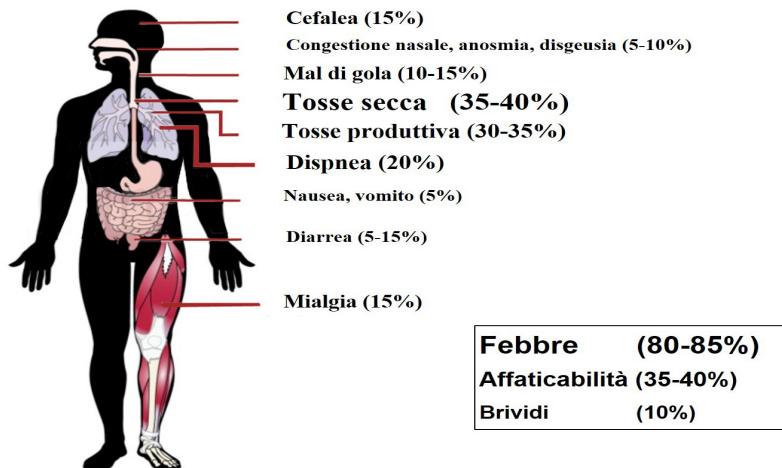 Cefalea (15%)
Congestione nasale, anosmia, disgeusia (5-10%)
Mal di gola (10-15%)
Tosse secca (35-40%)
Tosse produttiva (30-35%)
Dispnea (20%)
Nausea, vomito (5%)
Diarrea (5-15%)
Mialgia (15%)
Febbre (80-85%)
Affaticabilità (35-40%)
Brividi (10%)